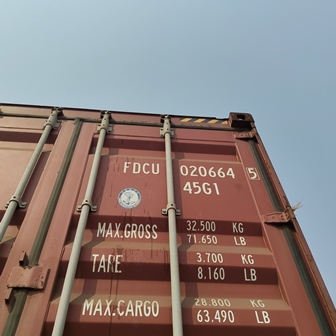 FDCU 020664 5
45G1
MAX.GROSS 32.500 KG
71.650 LB
TARE 3.700 KG
8.160 LB
MAX.CARGO 28.800 KG
63.490 LB